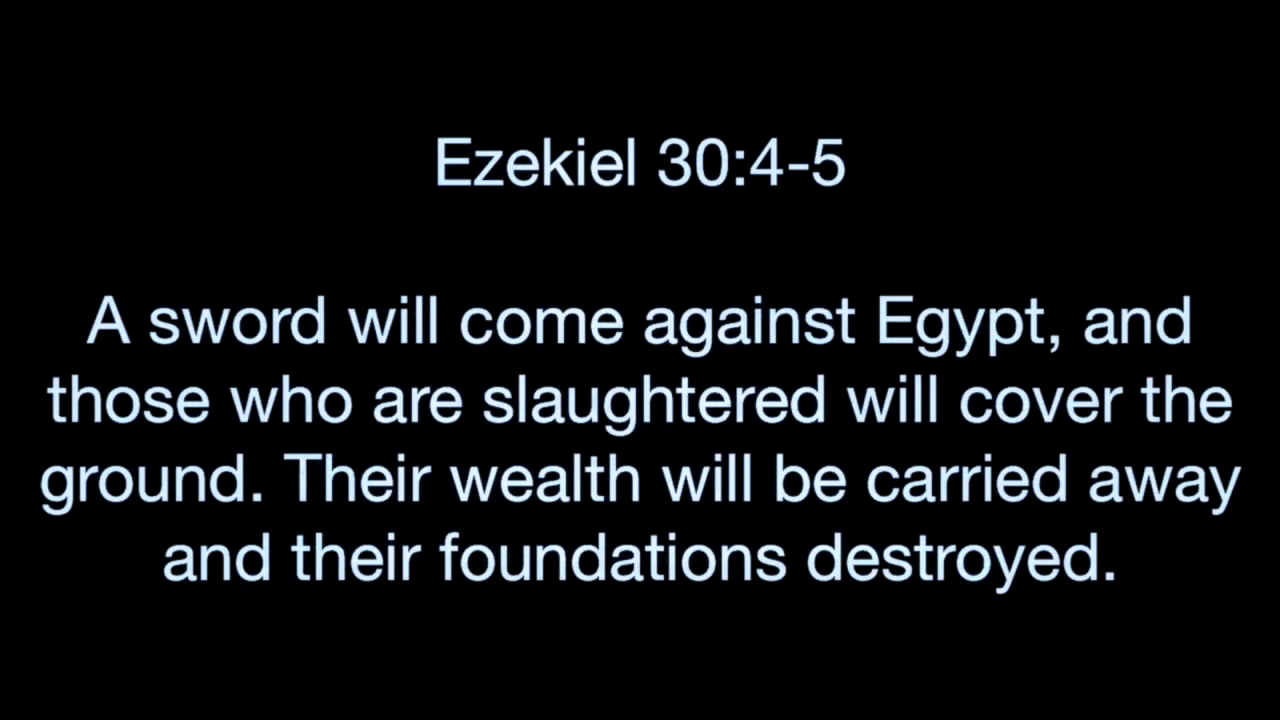 Ezekiel 30:4-5
A sword will come against Egypt, and
those who are slaughtered will cover the
ground. Their wealth will be carried away
and their foundations destroyed.